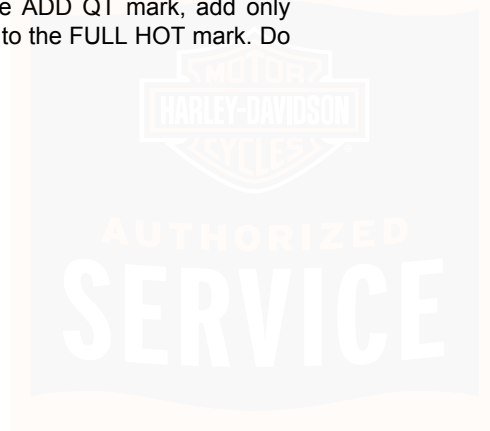 e ADD QT mark, add only
to the FULL HOT mark. Do
MOTOR
HARLEY-DAVIDSON
CYCLES
AUTHORIZED
SERVICE